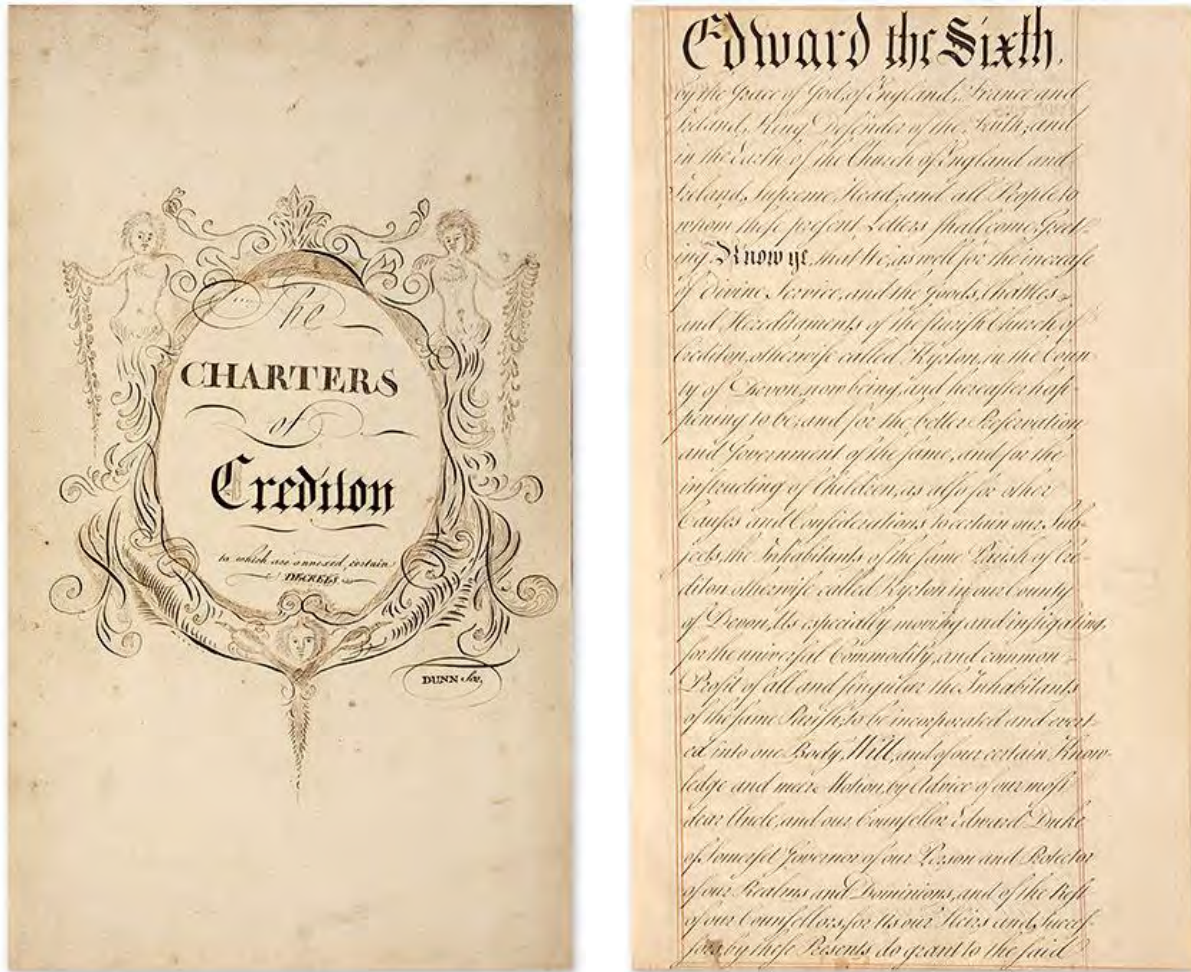 The
CHARTERS
of
Crediton
to which are annexed, certain
DECREES.
DUNN Scr,
Edward the Sixth,
by the Grace of God, of England, France and
Ireland, King, Defender of the Faith, and
in the Earth of the Church of England and
Ireland, Supreme Head, and all People to
whom these present Letters shall come Greet-
ing Know ye, that We, as well for the increase
of Divine Service, and the Goods, Chattles,
and Hereditaments of the Parish Church of
Crediton, otherwise called Kyrton, in the Coun-
ty of Devon, now being, and hereafter hap-
pening to be, and for the better Preservation
and Government of the same, and for the
instructing of Children, as also for other
Causes and Considerations to certain our Sub-
jects, the Inhabitants of the same Parish of Cre-
diton otherwise called Kyrton in our County
of Devon, Us especially moving and instigating,
for the universal Commodity, and common
Profit of all and singular the Inhabitants
of the same Parish, to be incorporated and erect-
ed into one Body, Will, and of our certain Know-
ledge and meer Motion, by Advice of our most
dear Uncle, and our Counsellor Edward Duke
of Somerset Governor of our Person and Protector
of our Realms and Dominions, and of the Rest
of our Counsellors, for Us our Heirs and Succes-
sors, by these Presents do grant to the said